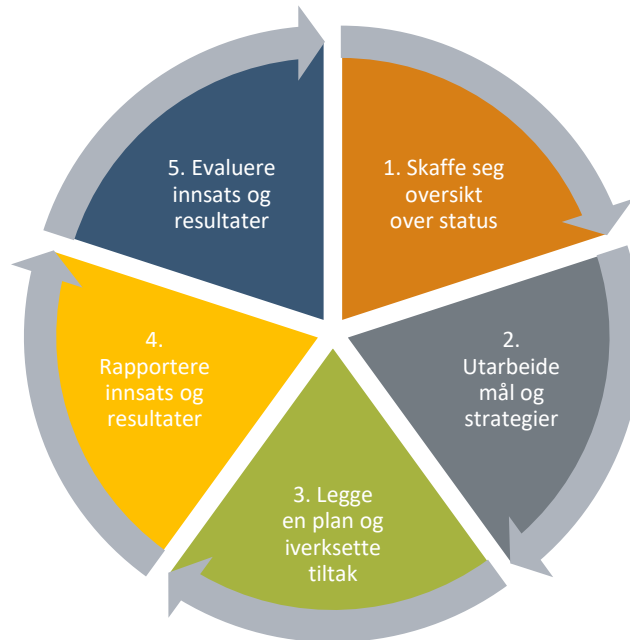 1. Skaffe seg
oversikt
over status
2.
Utarbeide
mål og
strategier
3. Legge
en plan og
iverksette
tiltak
4.
Rapportere
innsats og
resultater
5. Evaluere
innsats og
resultater